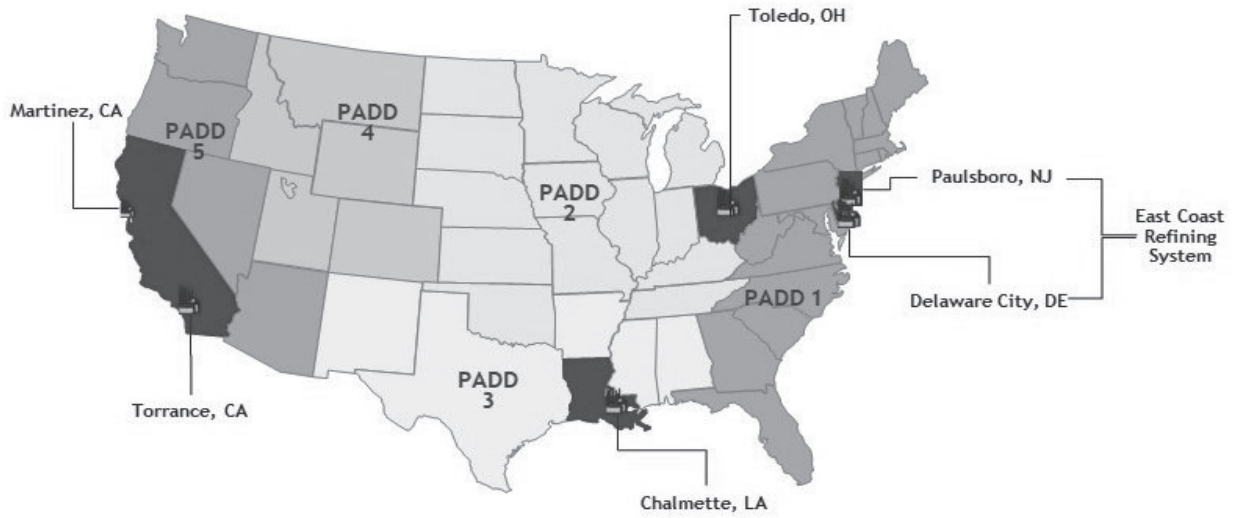 Toledo, OH
Martinez, CA
PADD
4
PADD
5
PADD
2
Paulsboro, NJ
East Coast
Refining
System
Delaware City, DE
PADD 1
PADD
3
Torrance, CA
Chalmette, LA